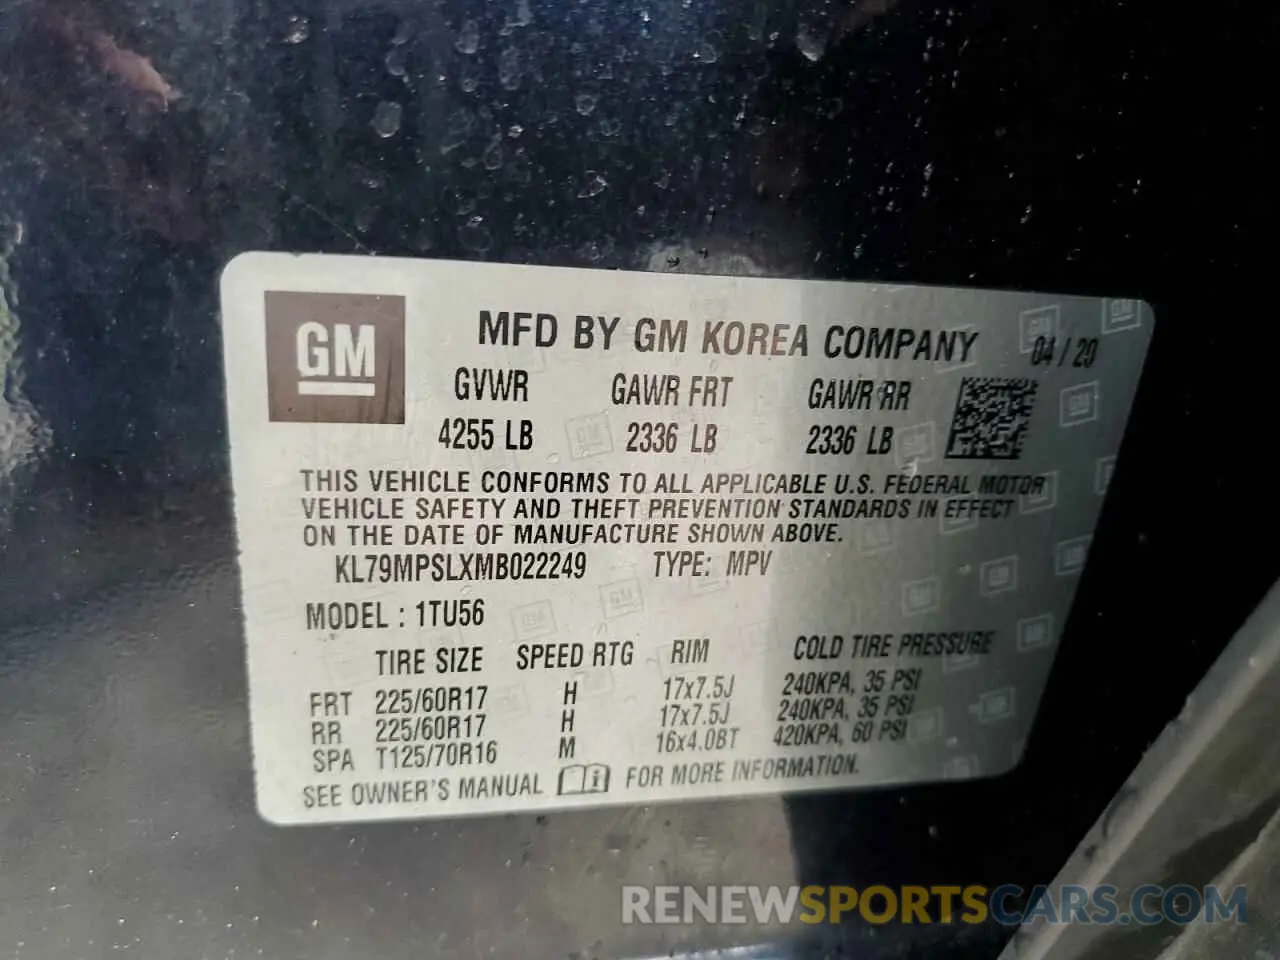 GM
MFD BY GM KOREA COMPANY 04/20
GVWR GAWR FRT GAWR RR
4255 LB 2336 LB 2336 LB
THIS VEHICLE CONFORMS TO ALL APPLICABLE U.S. FEDERAL MOTOR
VEHICLE SAFETY AND THEFT PREVENTION STANDARDS IN EFFECT
ON THE DATE OF MANUFACTURE SHOWN ABOVE.
KL79MPSLXMB022249 TYPE: MPV
MODEL : 1TU56
TIRE SIZE SPEED RTG RIM COLD TIRE PRESSURE
FRT 225/60R17 H 17x7.5J 240KPA, 35 PSI
RR 225/60R17 H 17x7.5J 240KPA, 35 PSI
SPA T125/70R16 M 16x4.0BT 420KPA, 60 PSI
SEE OWNER'S MANUAL i FOR MORE INFORMATION.
RENEWSPORTSCARS.COM